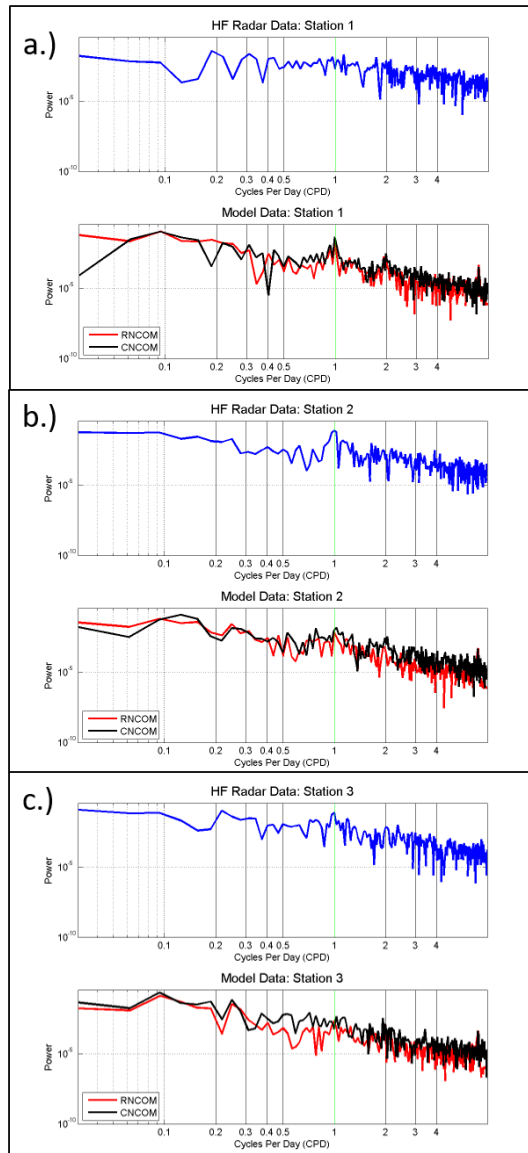 a.)
HF Radar Data: Station 1
Power
10^-5
10^-10
0.1 0.2 0.3 0.4 0.5 1 2 3 4
Cycles Per Day (CPD)
Model Data: Station 1
Power
10^-5
RNCOM
CNCOM
10^-10
0.1 0.2 0.3 0.4 0.5 1 2 3 4
Cycles Per Day (CPD)
b.)
HF Radar Data: Station 2
Power
10^-5
10^-10
0.1 0.2 0.3 0.4 0.5 1 2 3 4
Cycles Per Day (CPD)
Model Data: Station 2
Power
10^-5
RNCOM
CNCOM
10^-10
0.1 0.2 0.3 0.4 0.5 1 2 3 4
Cycles Per Day (CPD)
c.)
HF Radar Data: Station 3
Power
10^-5
10^-10
0.1 0.2 0.3 0.4 0.5 1 2 3 4
Cycles Per Day (CPD)
Model Data: Station 3
Power
10^-5
RNCOM
CNCOM
10^-10
0.1 0.2 0.3 0.4 0.5 1 2 3 4
Cycles Per Day (CPD)